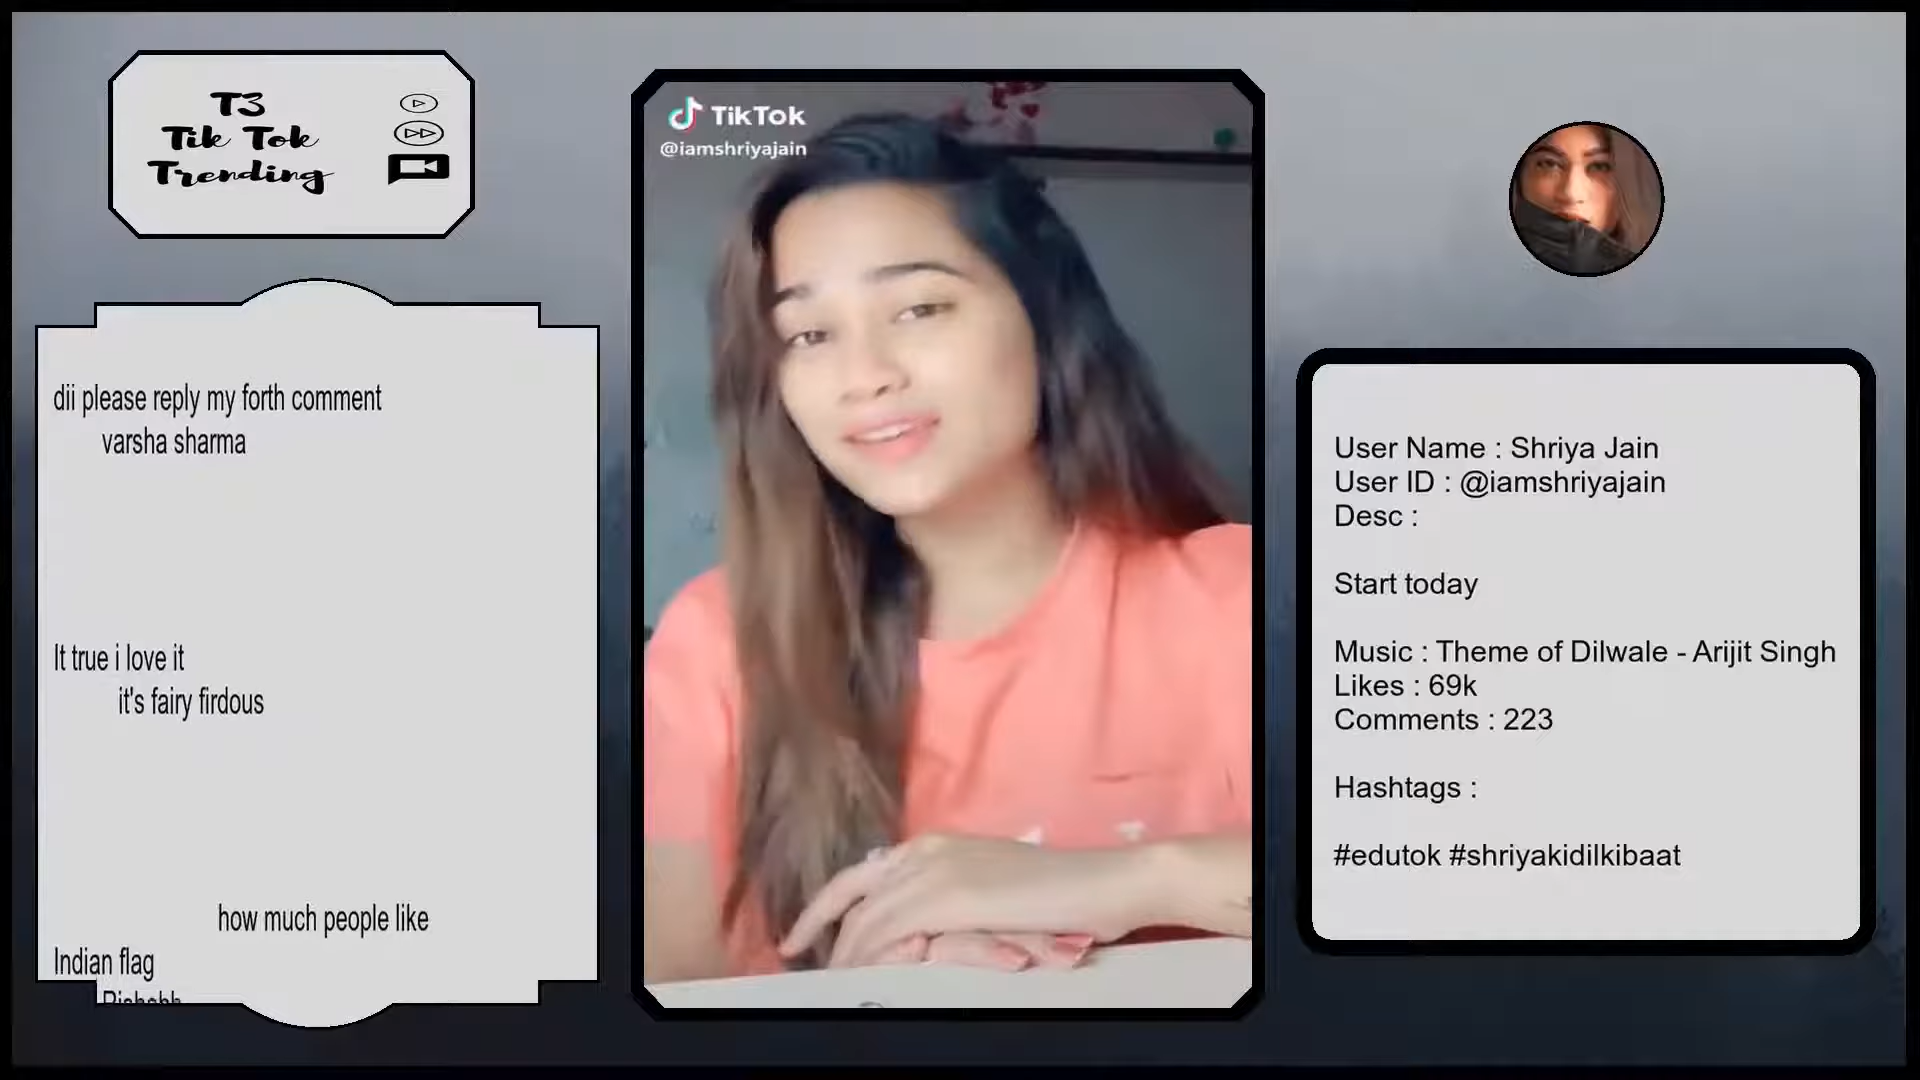 T3
Tik Tok
Trending
dii please reply my forth comment
varsha sharma
It true i love it
it's fairy firdous
how much people like
Indian flag
TikTok
@iamshriyajain
User Name : Shriya Jain
User ID : @iamshriyajain
Desc :
Start today
Music : Theme of Dilwale - Arijit Singh
Likes : 69k
Comments : 223
Hashtags :
#edutok #shriyakidilkibaat